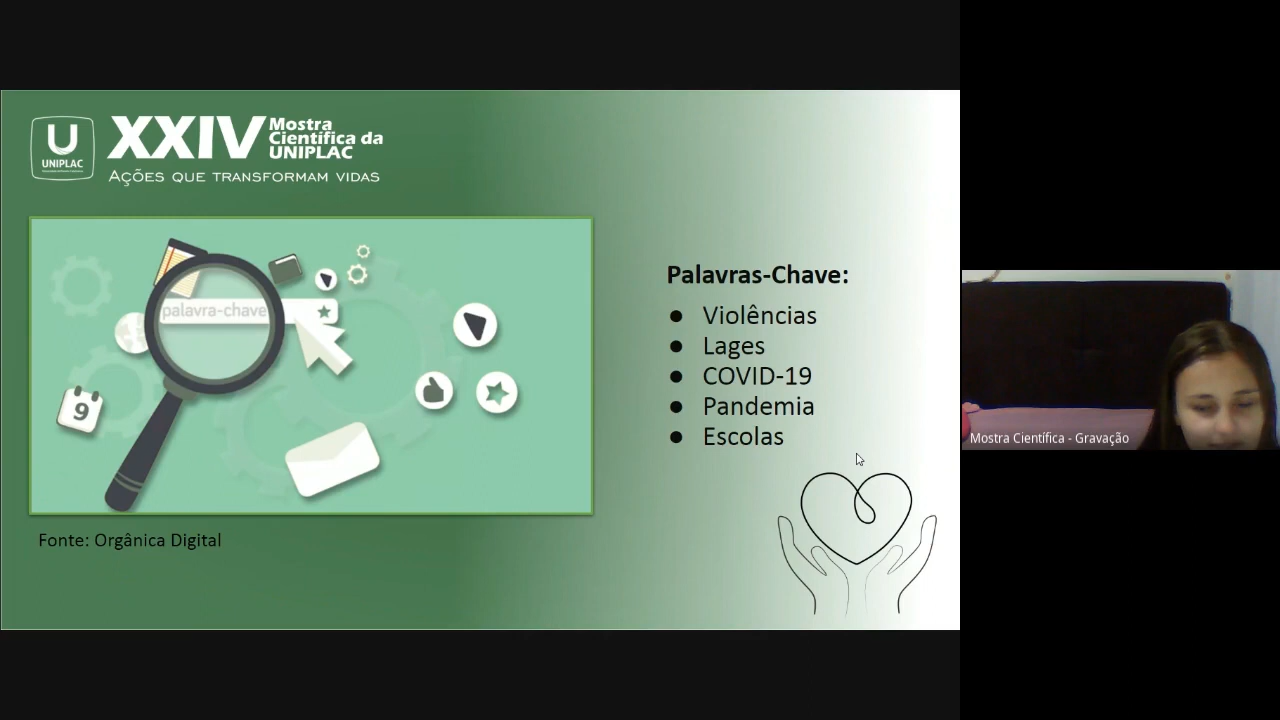 U
UNIPLAC
XXIV Mostra
Científica da
UNIPLAC
AÇÕES QUE TRANSFORMAM VIDAS
palavra-chave
9
Fonte: Orgânica Digital
Palavras-Chave:
● Violências
● Lages
● COVID-19
● Pandemia
● Escolas
Mostra Científica - Gravação